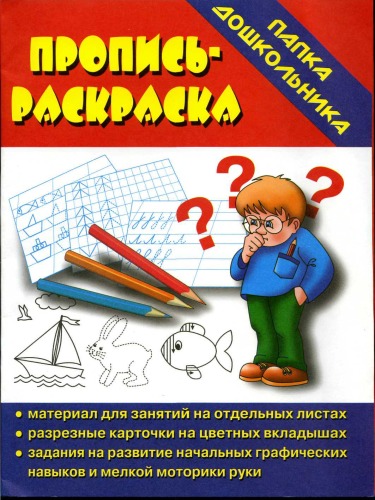 ПАПКА
ДОШКОЛЬНИКА
ПРОПИСЬ-
РАСКРАСКА
? ? ?
• материал для занятий на отдельных листах
• разрезные карточки на цветных вкладышах
• задания на развитие начальных графических
навыков и мелкой моторики руки